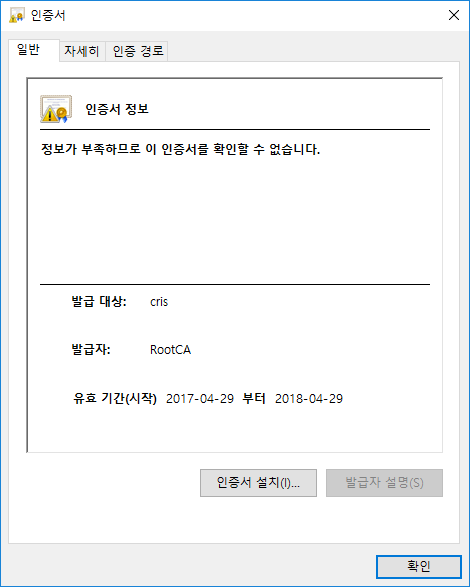 인증서
일반 자세히 인증 경로
인증서 정보
정보가 부족하므로 이 인증서를 확인할 수 없습니다.
발급 대상: cris
발급자: RootCA
유효 기간(시작) 2017-04-29 부터 2018-04-29
인증서 설치(I)... 발급자 설명(S)
확인